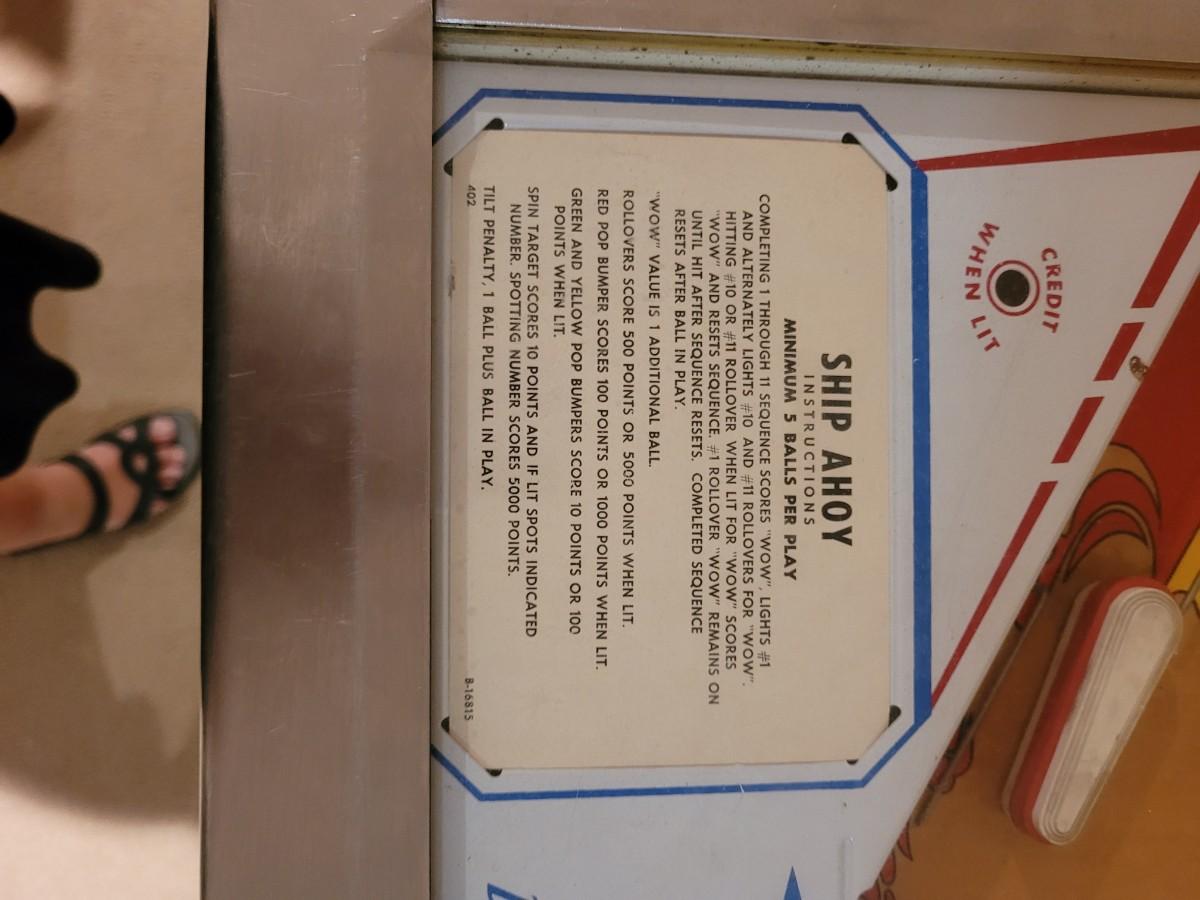 SHIP AHOY
INSTRUCTIONS
MINIMUM 5 BALLS PER PLAY
COMPLETING 1 THROUGH 11 SEQUENCE SCORES "WOW", LIGHTS #1
AND ALTERNATELY LIGHTS #10 AND #11 ROLLOVERS FOR "WOW".
HITTING #10 OR #11 ROLLOVER WHEN LIT FOR "WOW" SCORES
"WOW" AND RESETS SEQUENCE. #1 ROLLOVER "WOW" REMAINS ON
UNTIL HIT AFTER SEQUENCE RESETS. COMPLETED SEQUENCE
RESETS AFTER BALL IN PLAY.
"WOW" VALUE IS 1 ADDITIONAL BALL.
ROLLOVERS SCORE 500 POINTS OR 5000 POINTS WHEN LIT.
RED POP BUMPER SCORES 100 POINTS OR 1000 POINTS WHEN LIT.
GREEN AND YELLOW POP BUMPERS SCORE 10 POINTS OR 100
POINTS WHEN LIT.
SPIN TARGET SCORES 10 POINTS AND IF LIT SPOTS INDICATED
NUMBER. SPOTTING NUMBER SCORES 5000 POINTS.
TILT PENALTY, 1 BALL PLUS BALL IN PLAY.
402
B-16815
CREDIT
WHEN LIT